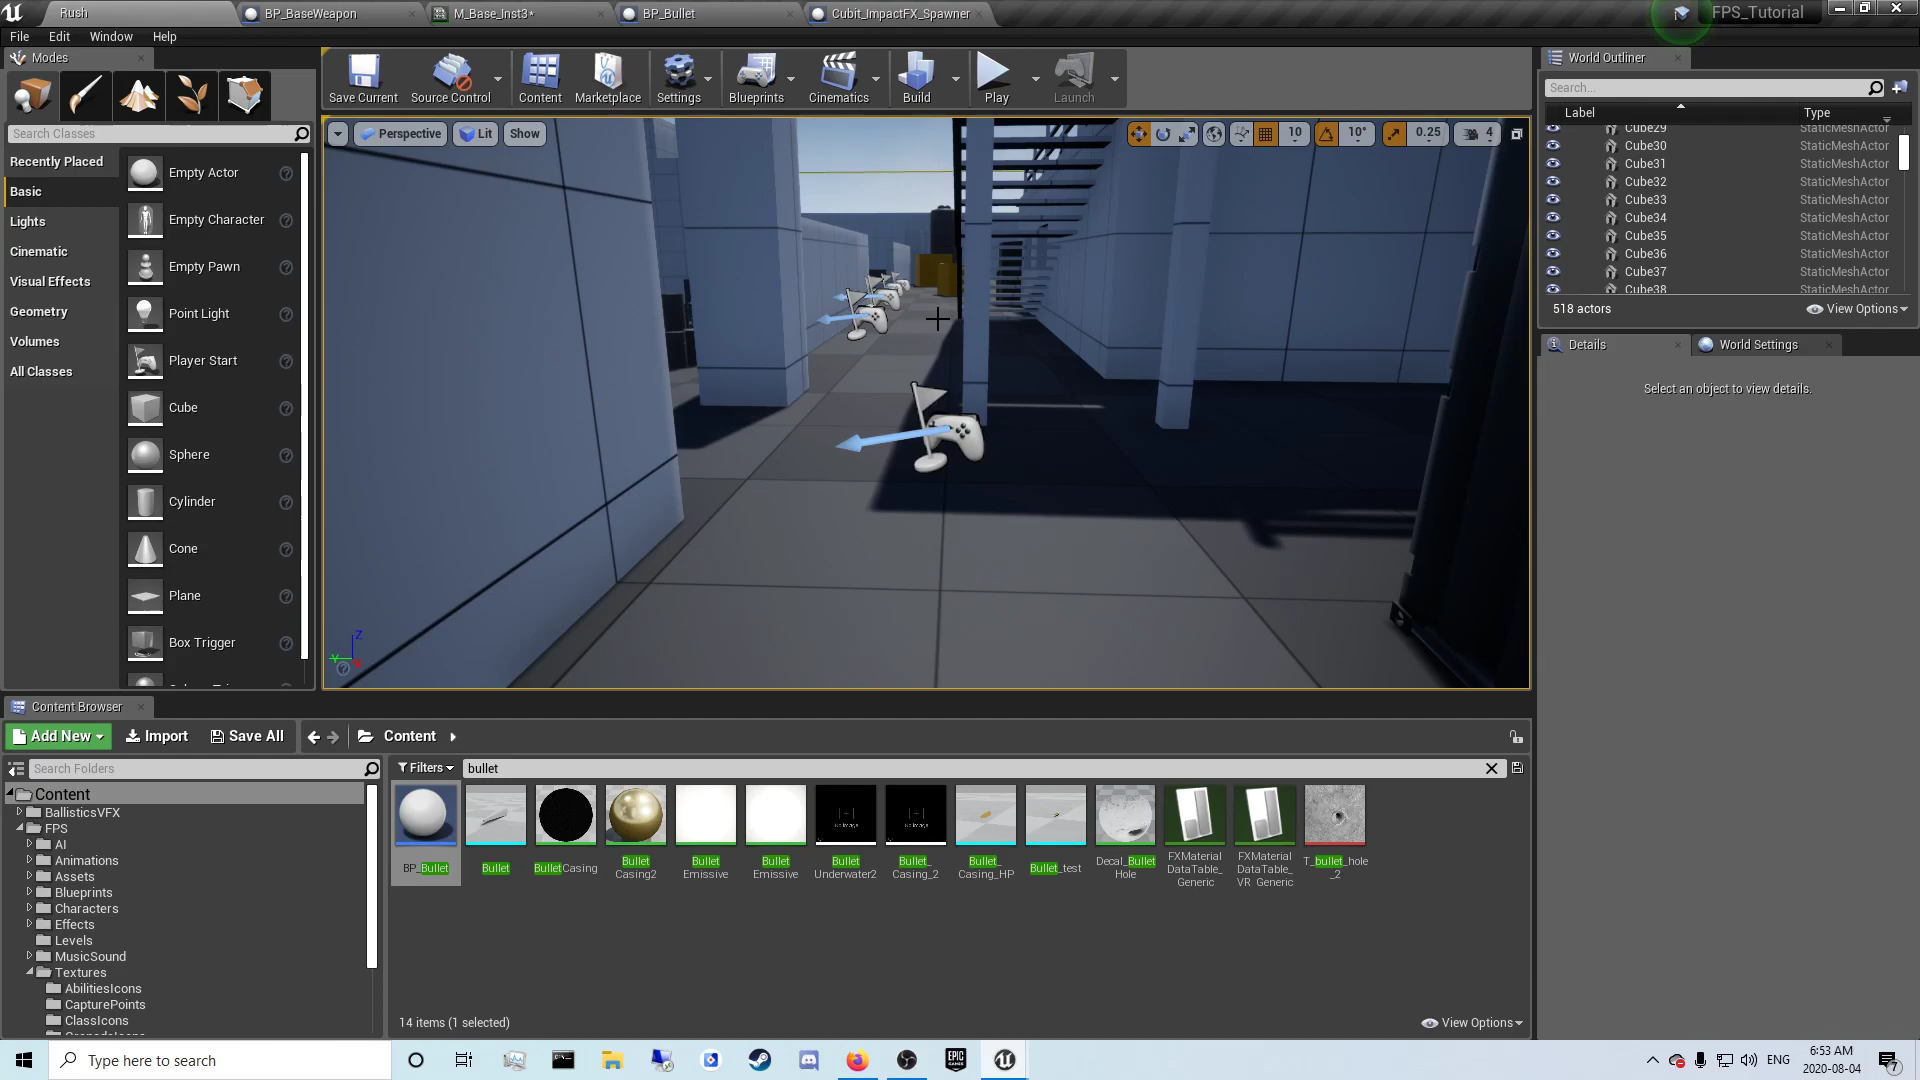 Rush
BP_BaseWeapon
M_Base_Inst3*
BP_Bullet
Cubit_ImpactFX_Spawner
FPS_Tutorial
File
Edit
Window
Help
Modes
Save Current
Source Control
Content
Marketplace
Settings
Blueprints
Cinematics
Build
Play
Launch
World Outliner
Search...
Label
Type
Cube29 StaticMeshActor
Cube30 StaticMeshActor
Cube31 StaticMeshActor
Cube32 StaticMeshActor
Cube33 StaticMeshActor
Cube34 StaticMeshActor
Cube35 StaticMeshActor
Cube36 StaticMeshActor
Cube37 StaticMeshActor
Cube38 StaticMeshActor
518 actors
View Options
Details
World Settings
Select an object to view details.
Search Classes
Recently Placed
Basic
Lights
Cinematic
Visual Effects
Geometry
Volumes
All Classes
Empty Actor
Empty Character
Empty Pawn
Point Light
Player Start
Cube
Sphere
Cylinder
Cone
Plane
Box Trigger
Perspective
Lit
Show
10
10°
0.25
4
Z
Y
X
Content Browser
Add New
Import
Save All
Content
Search Folders
Filters
bullet
Content
BallisticsVFX
FPS
AI
Animations
Assets
Blueprints
Characters
Effects
Levels
MusicSound
Textures
AbilitiesIcons
CapturePoints
ClassIcons
BP_Bullet
Bullet
BulletCasing
Bullet
Casing2
Bullet
Emissive
Bullet
Emissive
Bullet
Underwater2
Bullet_
Casing_2
Bullet_
Casing_HP
Bullet_test
Decal_Bullet
Hole
FXMaterial
DataTable_
Generic
FXMaterial
DataTable_
VR_Generic
T_bullet_hole
_2
14 items (1 selected)
View Options
Type here to search
EPIC
GAMES
ENG
6:53 AM
2020-08-04
7